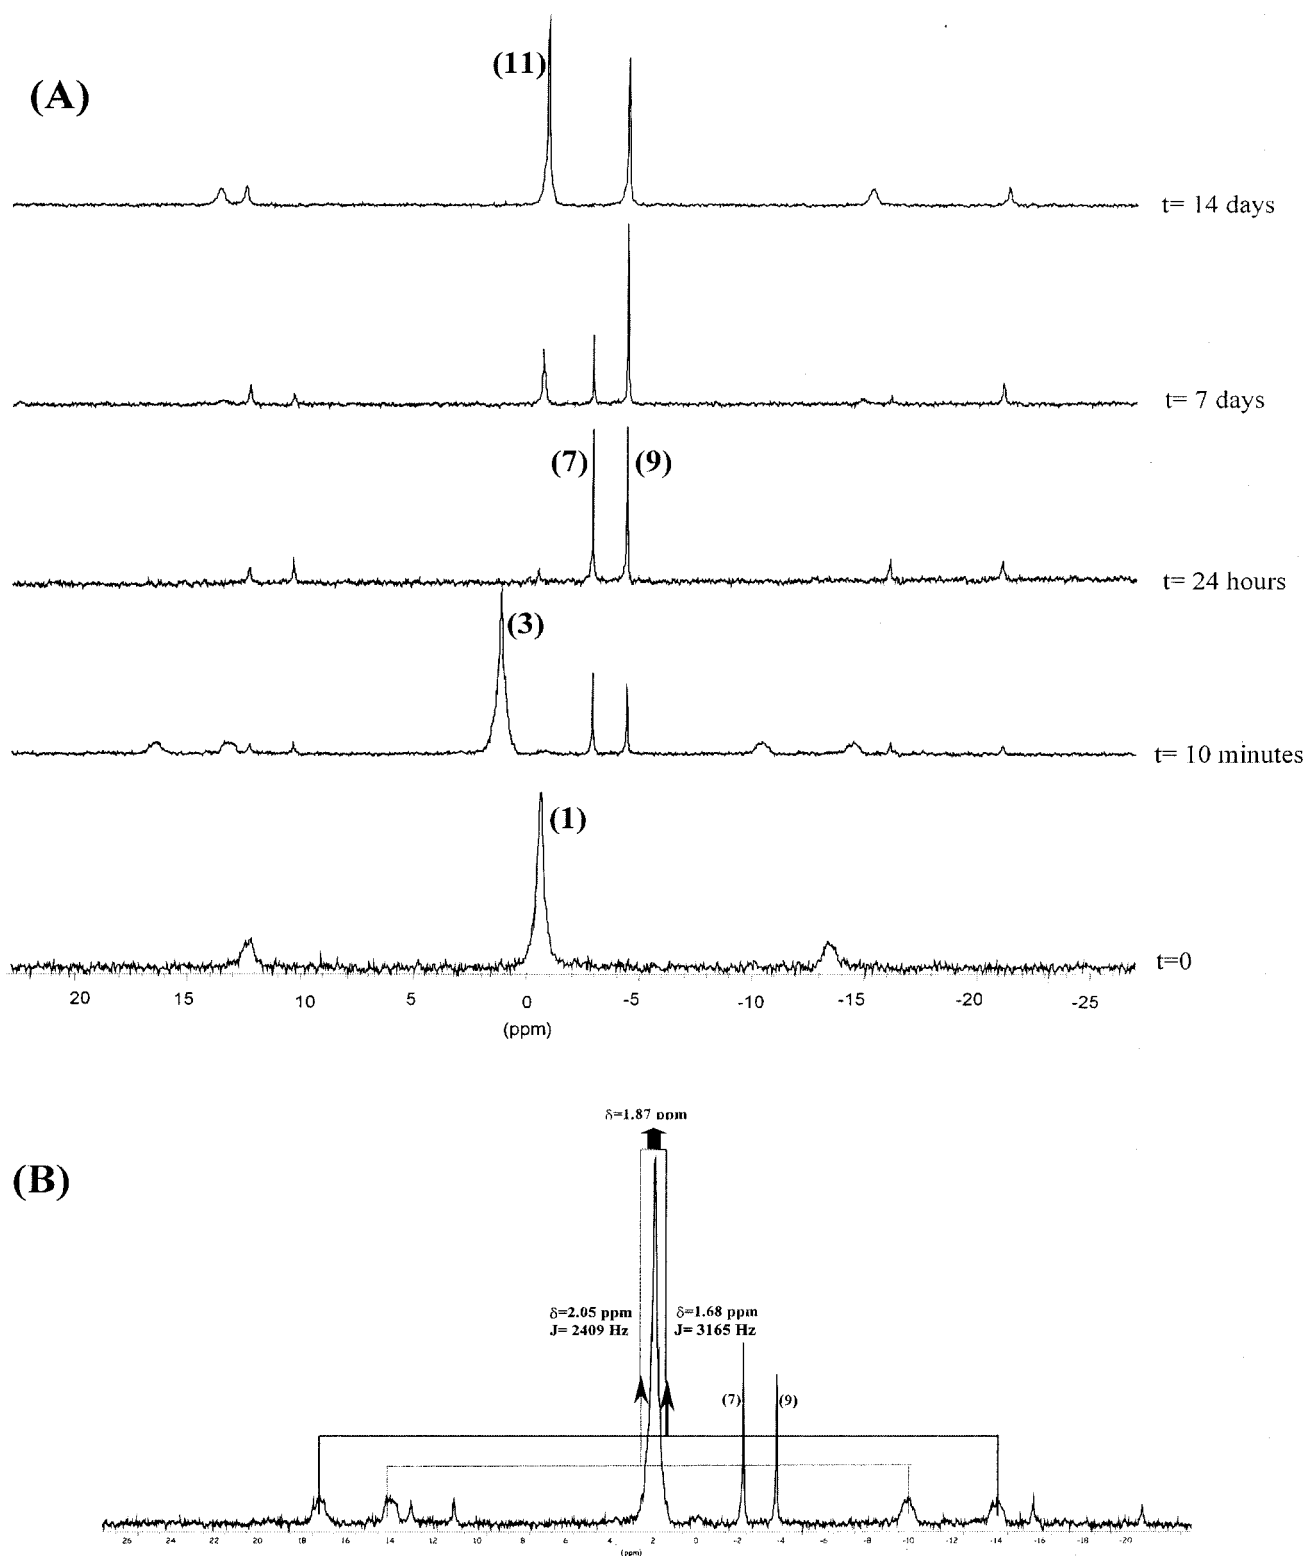 (A)
(11)
t= 14 days
t= 7 days
(7) (9)
t= 24 hours
(3)
t= 10 minutes
(1)
t=0
20 15 10 5 0 -5 -10 -15 -20 -25
(ppm)
δ=1.87 ppm
(B)
δ=2.05 ppm δ=1.68 ppm
J= 2409 Hz J= 3165 Hz
(7) (9)
26 24 22 20 18 16 14 12 10 8 6 4 2 0 -2 -4 -6 -8 -10 -12 -14 -16 -18 -20
(ppm)